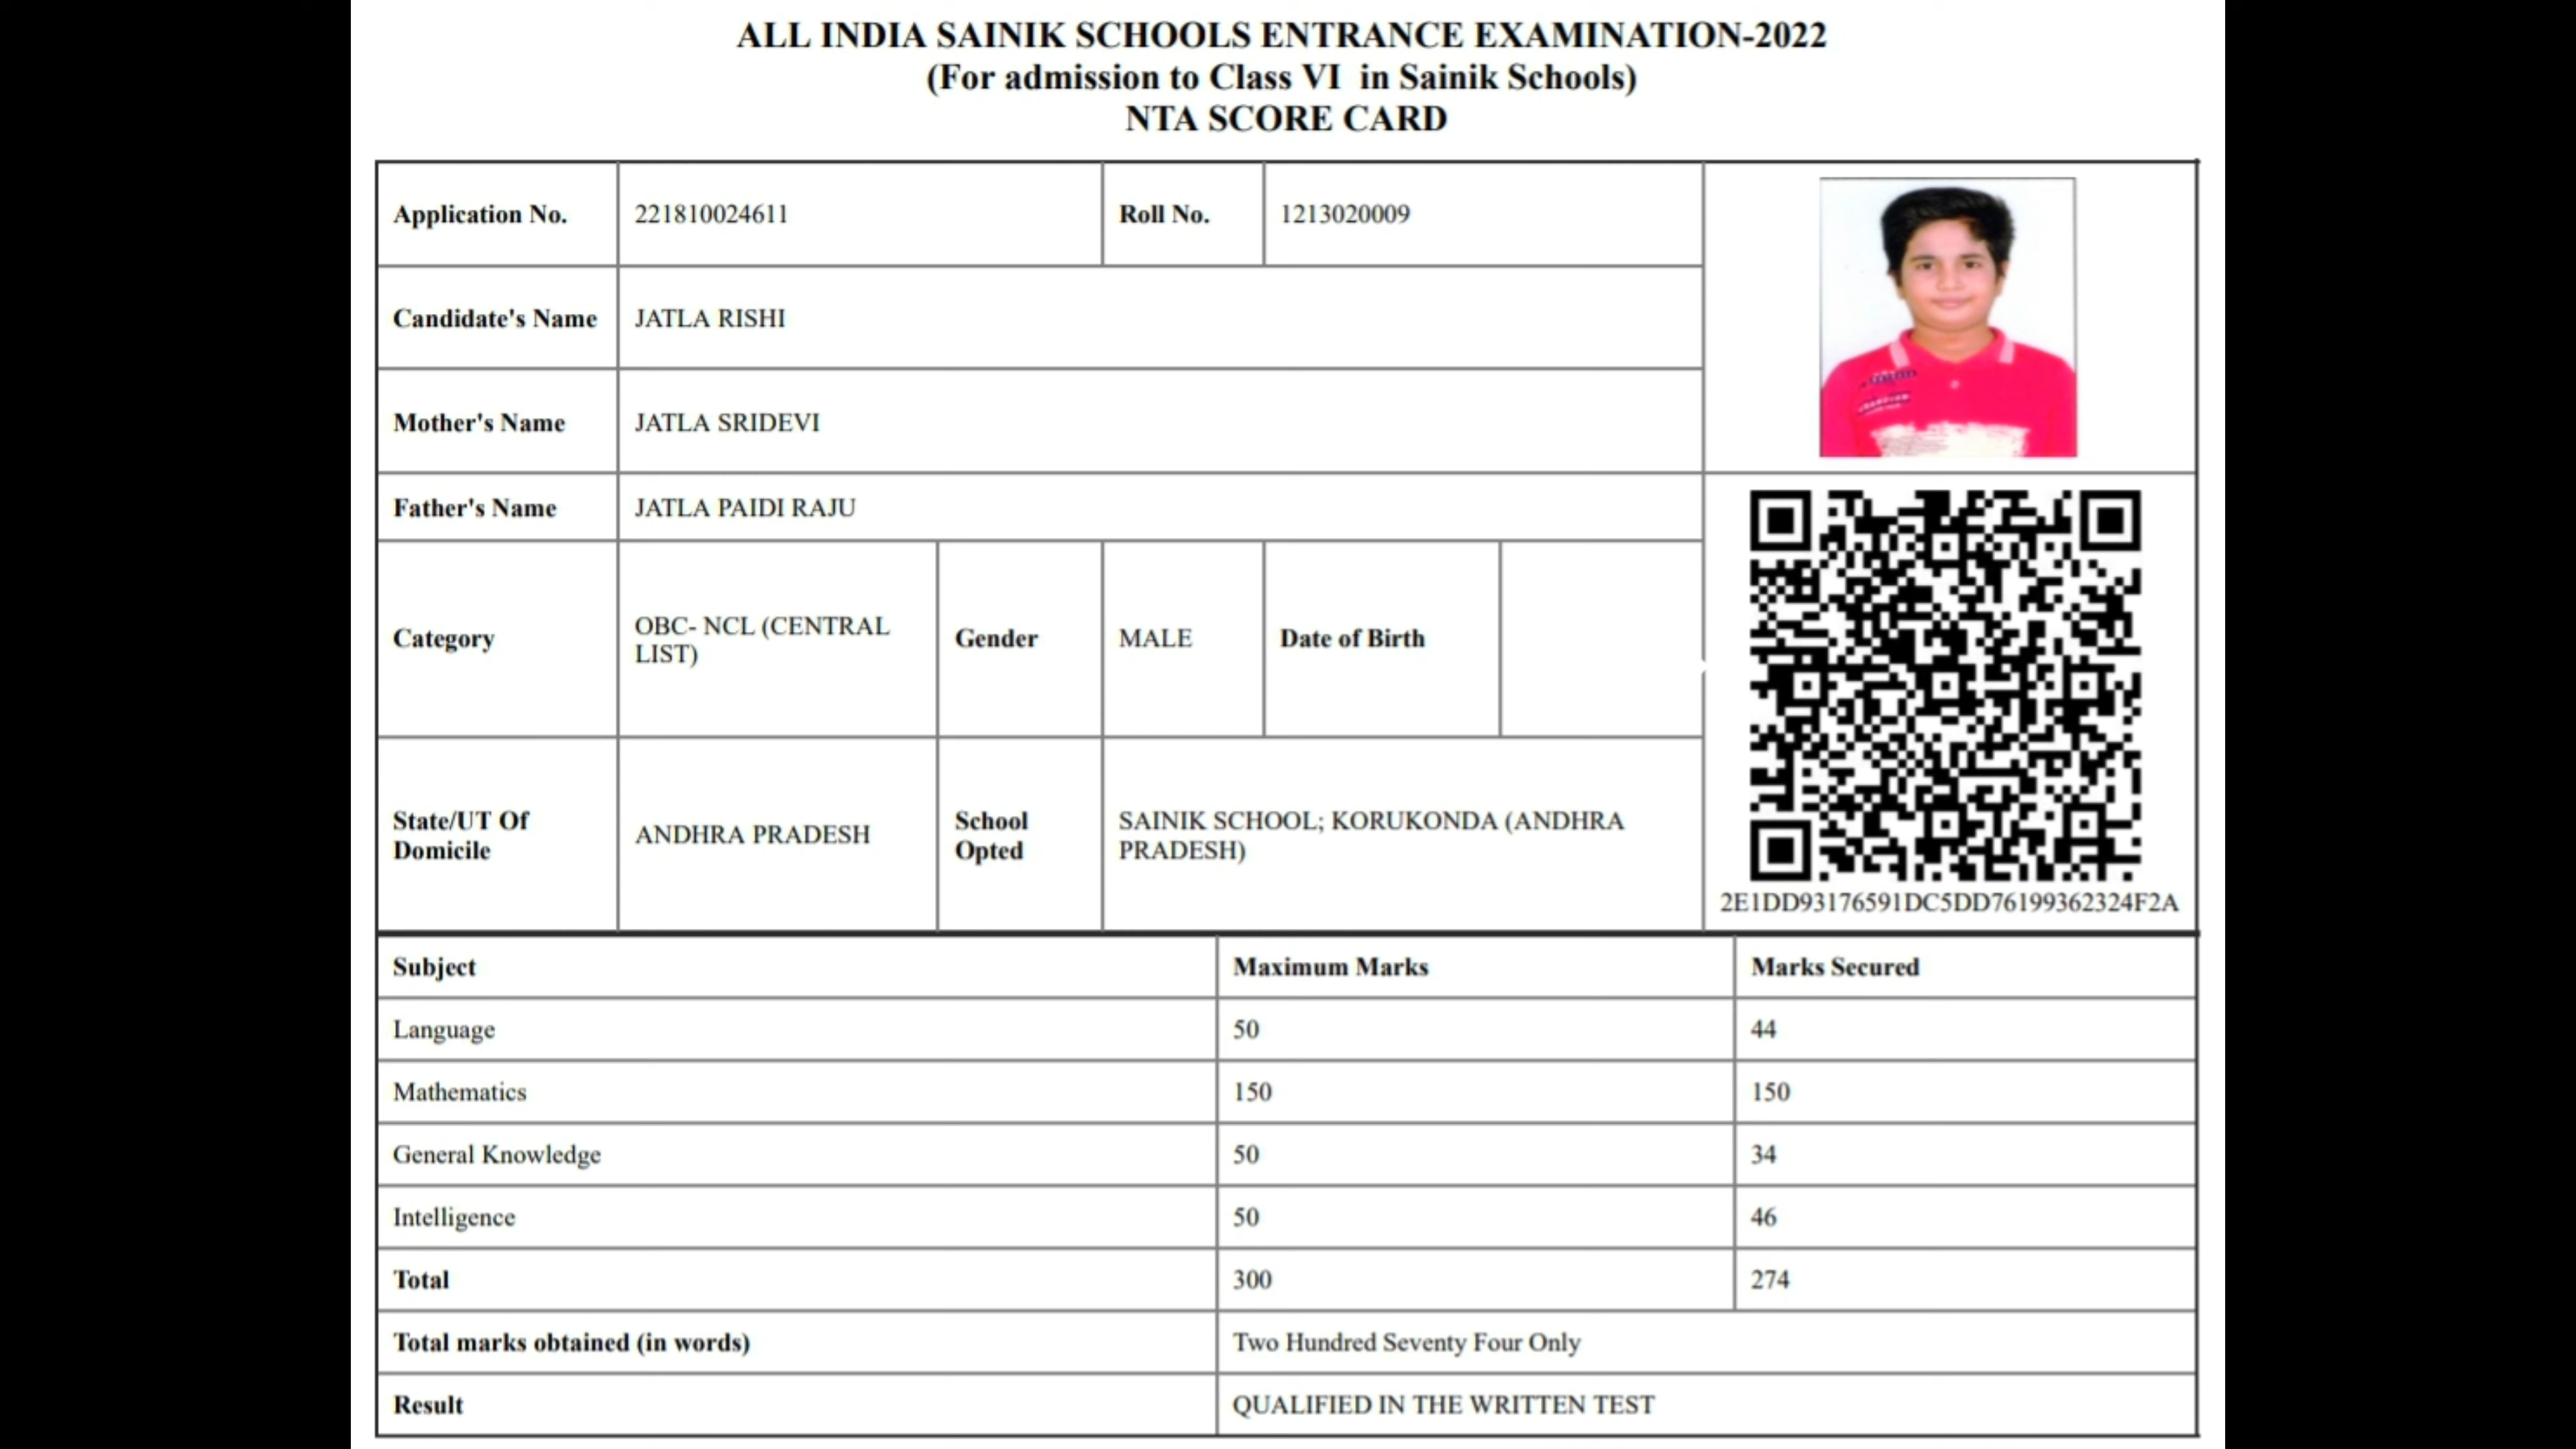 ALL INDIA SAINIK SCHOOLS ENTRANCE EXAMINATION-2022
(For admission to Class VI in Sainik Schools)
NTA SCORE CARD
Application No. 221810024611 Roll No. 1213020009
Candidate's Name JATLA RISHI
Mother's Name JATLA SRIDEVI
Father's Name JATLA PAIDI RAJU
Category OBC- NCL (CENTRAL
LIST) Gender MALE Date of Birth
State/UT Of
Domicile ANDHRA PRADESH School
Opted SAINIK SCHOOL; KORUKONDA (ANDHRA
PRADESH)
2E1DD93176591DC5DD76199362324F2A
Subject Maximum Marks Marks Secured
Language 50 44
Mathematics 150 150
General Knowledge 50 34
Intelligence 50 46
Total 300 274
Total marks obtained (in words) Two Hundred Seventy Four Only
Result QUALIFIED IN THE WRITTEN TEST